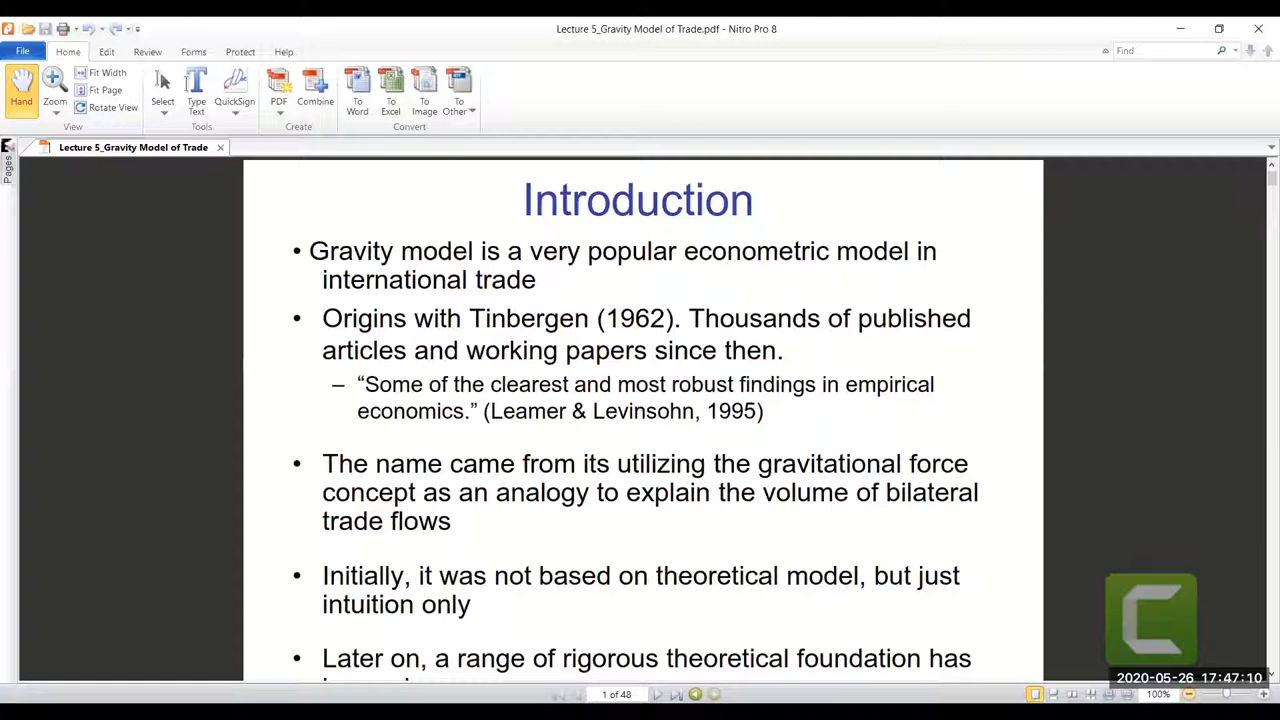 Lecture 5_Gravity Model of Trade.pdf - Nitro Pro 8
File Home Edit Review Forms Protect Help
Find...
Hand
Zoom
Fit Width
Fit Page
Rotate View
View
Select
Type Text
QuickSign
Tools
PDF
Combine
Create
To Word
To Excel
To Image
To Other
Convert
Lecture 5_Gravity Model of Trade
Pages
Introduction
• Gravity model is a very popular econometric model in
international trade
• Origins with Tinbergen (1962). Thousands of published
articles and working papers since then.
– “Some of the clearest and most robust findings in empirical
economics.” (Leamer & Levinsohn, 1995)
• The name came from its utilizing the gravitational force
concept as an analogy to explain the volume of bilateral
trade flows
• Initially, it was not based on theoretical model, but just
intuition only
• Later on, a range of rigorous theoretical foundation has
2020-05-26 17:47:10
1 of 48
100%